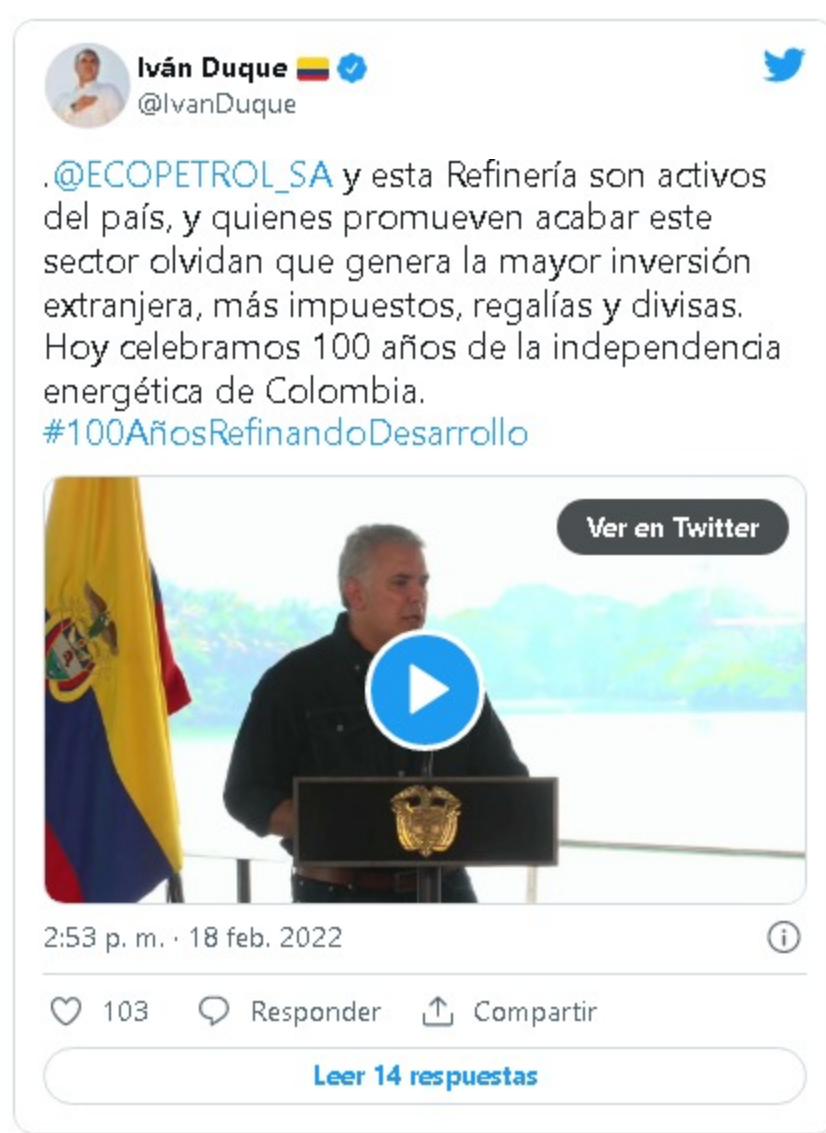 Iván Duque
@IvanDuque
.@ECOPETROL_SA y esta Refinería son activos
del país, y quienes promueven acabar este
sector olvidan que genera la mayor inversión
extranjera, más impuestos, regalías y divisas.
Hoy celebramos 100 años de la independencia
energética de Colombia.
#100AñosRefinandoDesarrollo
Ver en Twitter
2:53 p. m. · 18 feb. 2022
103 Responder Compartir
Leer 14 respuestas